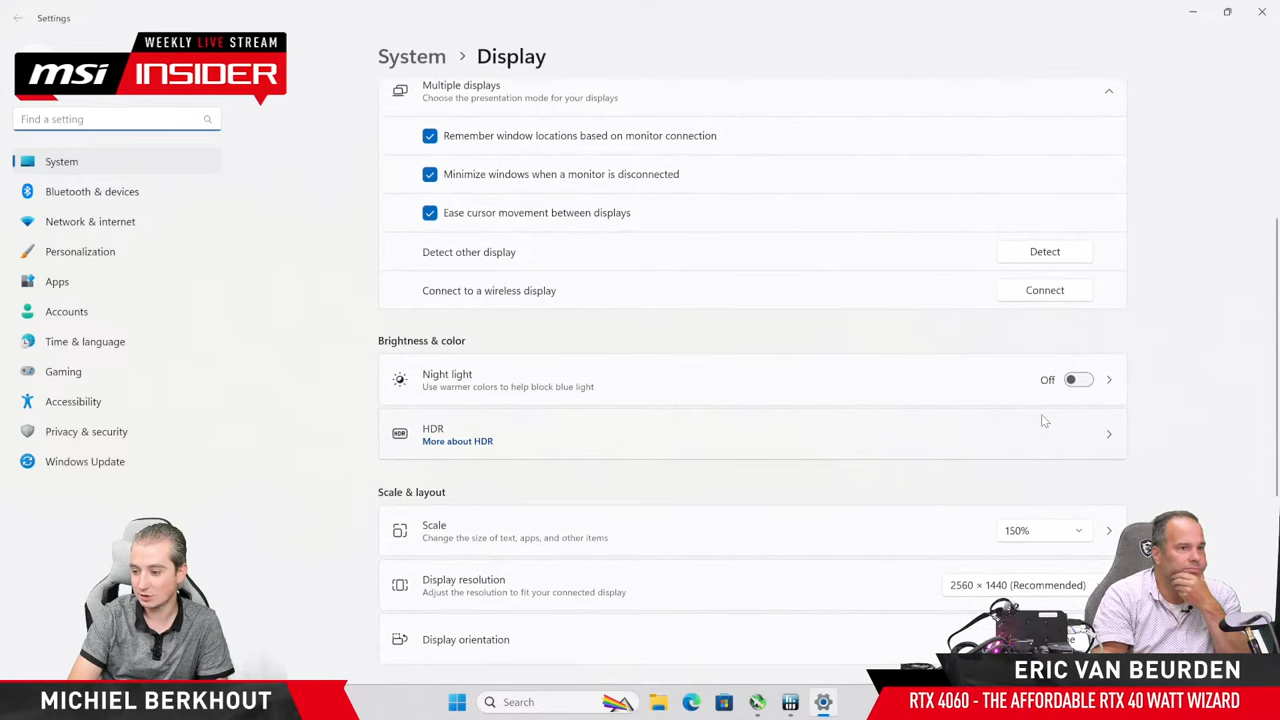 Settings
WEEKLY LIVE STREAM
msi INSIDER
System > Display
Find a setting
System
Bluetooth & devices
Network & internet
Personalization
Apps
Accounts
Time & language
Gaming
Accessibility
Privacy & security
Windows Update
Multiple displays
Choose the presentation mode for your displays
Remember window locations based on monitor connection
Minimize windows when a monitor is disconnected
Ease cursor movement between displays
Detect other display
Detect
Connect to a wireless display
Connect
Brightness & color
Night light
Use warmer colors to help block blue light
Off
HDR
HDR
More about HDR
Scale & layout
Scale
Change the size of text, apps, and other items
150%
Display resolution
Adjust the resolution to fit your connected display
2560 × 1440 (Recommended)
Display orientation
MICHIEL BERKHOUT
Search
ERIC VAN BEURDEN
RTX 4060 - THE AFFORDABLE RTX 40 WATT WIZARD